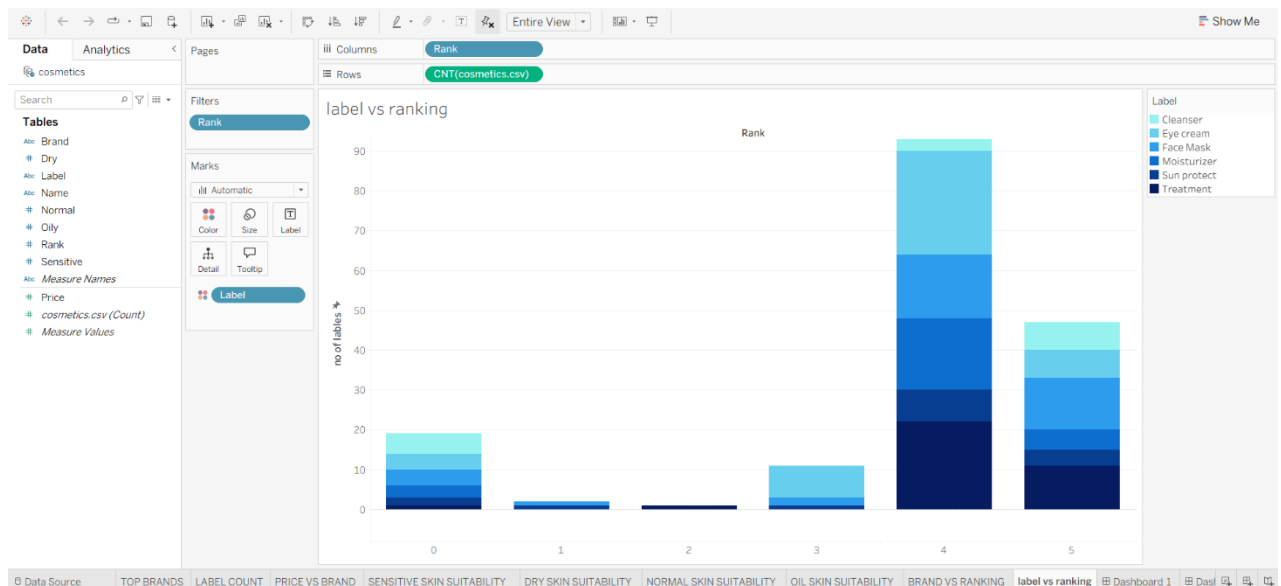 Entire View
Show Me
Data
Analytics
cosmetics
Search
Tables
Abc Brand
# Dry
Abc Label
Abc Name
# Normal
# Oily
# Rank
# Sensitive
Abc Measure Names
# Price
# cosmetics.csv (Count)
# Measure Values
Pages
Filters
Rank
Marks
Automatic
Color
Size
T
Label
Detail
Tooltip
Label
Columns
Rank
Rows
CNT(cosmetics.csv)
label vs ranking
Rank
no of lables
90
80
70
60
50
40
30
20
10
0
0 1 2 3 4 5
Label
Cleanser
Eye cream
Face Mask
Moisturizer
Sun protect
Treatment
Data Source TOP BRANDS LABEL COUNT PRICE VS BRAND SENSITIVE SKIN SUITABILITY DRY SKIN SUITABILITY NORMAL SKIN SUITABILITY OIL SKIN SUITABILITY BRAND VS RANKING label vs ranking Dashboard 1 Dasl